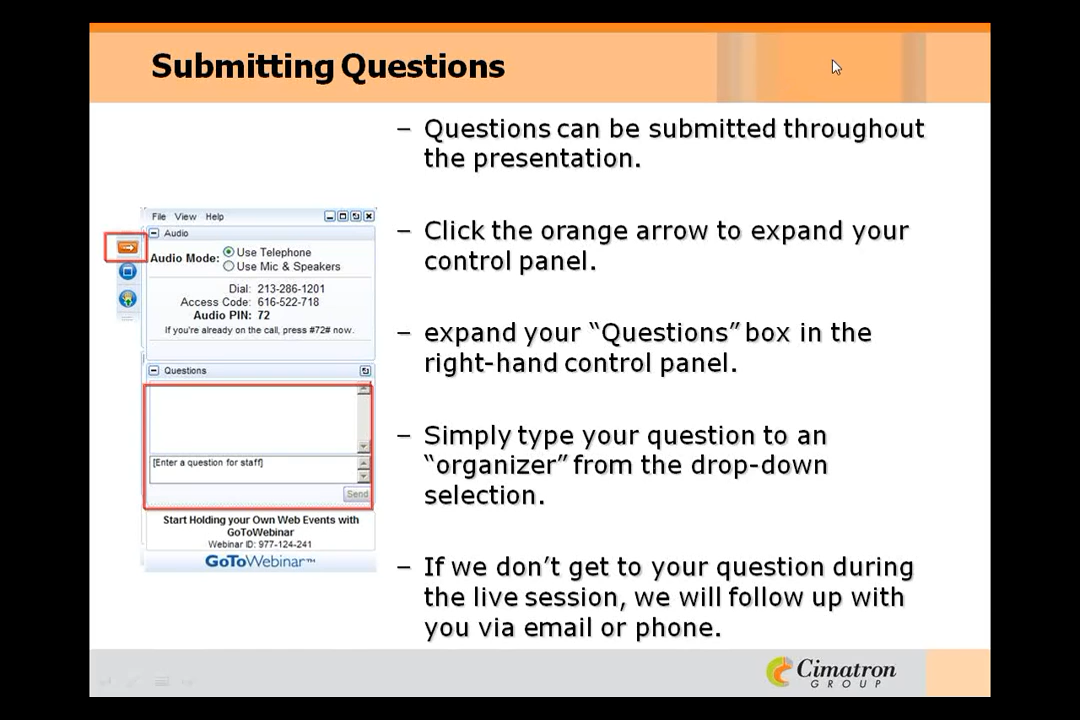 Submitting Questions
– Questions can be submitted throughout
the presentation.
– Click the orange arrow to expand your
control panel.
– expand your “Questions” box in the
right-hand control panel.
– Simply type your question to an
“organizer” from the drop-down
selection.
– If we don’t get to your question during
the live session, we will follow up with
you via email or phone.
File View Help
Audio
Audio Mode: Use Telephone
Use Mic & Speakers
Dial: 213-286-1201
Access Code: 616-522-718
Audio PIN: 72
If you're already on the call, press #72# now.
Questions
[Enter a question for staff]
Send
Start Holding your Own Web Events with
GoToWebinar
Webinar ID: 977-124-241
GoToWebinar™
Cimatron
GROUP